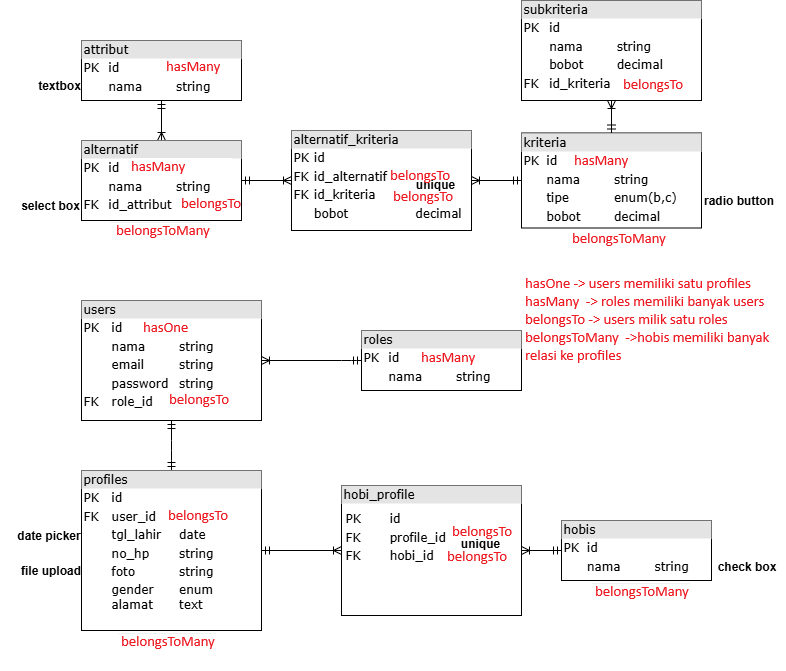 subkriteria
PK id
nama string
bobot decimal
FK id_kriteria belongsTo
attribut
PK id hasMany
textbox nama string
alternatif
PK id hasMany
nama string
select box FK id_attribut belongsTo
belongsToMany
alternatif_kriteria
PK id
FK id_alternatif belongsTo
unique
FK id_kriteria belongsTo
bobot decimal
kriteria
PK id hasMany
nama string
tipe enum(b,c) radio button
bobot decimal
belongsToMany
hasOne -> users memiliki satu profiles
hasMany -> roles memiliki banyak users
belongsTo -> users milik satu roles
belongsToMany ->hobis memiliki banyak
relasi ke profiles
users
PK id hasOne
nama string
email string
password string
FK role_id belongsTo
roles
PK id hasMany
nama string
profiles
PK id
FK user_id belongsTo
date picker tgl_lahir date
no_hp string
file upload foto string
gender enum
alamat text
belongsToMany
hobi_profile
PK id
FK profile_id belongsTo
unique
FK hobi_id belongsTo
hobis
PK id
nama string check box
belongsToMany